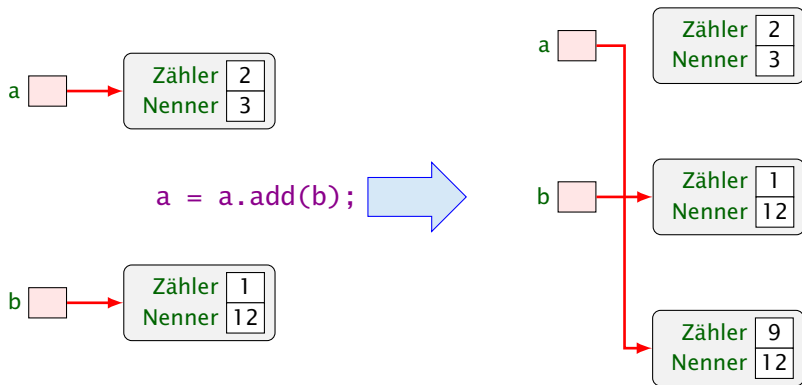 a
Zähler 2
Nenner 3
a = a.add(b);
b
Zähler 1
Nenner 12
a
Zähler 2
Nenner 3
b
Zähler 1
Nenner 12
Zähler 9
Nenner 12